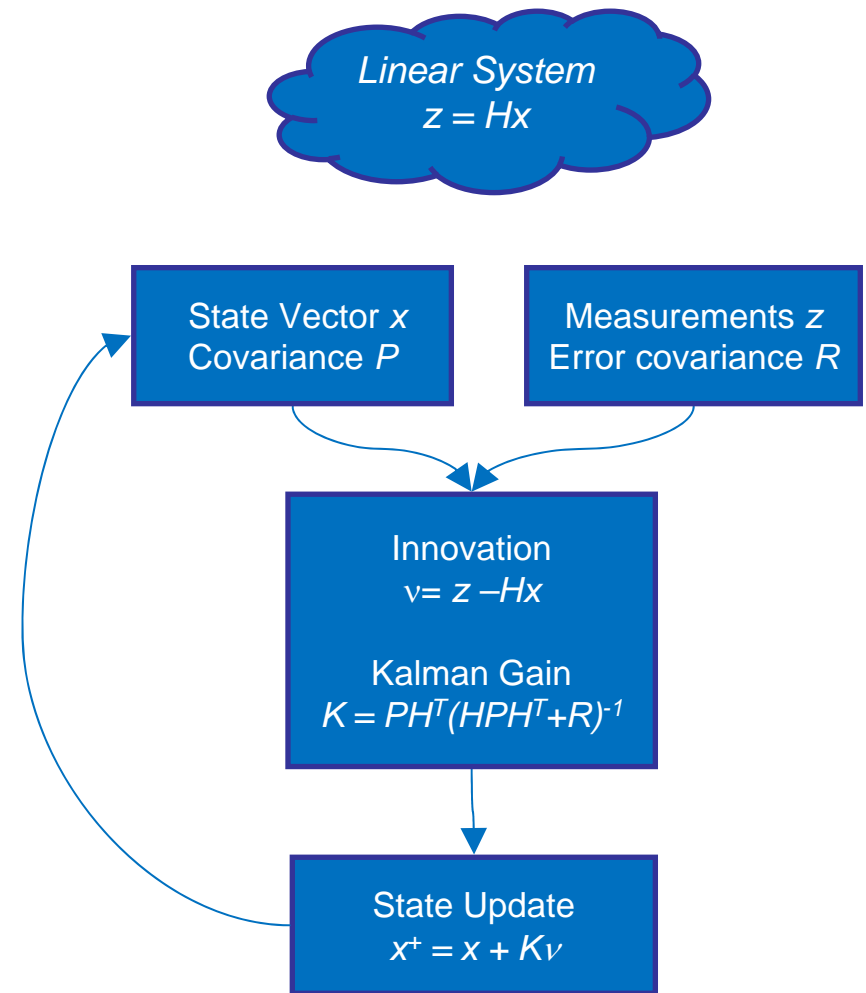 Linear System
z = Hx
State Vector x
Covariance P
Measurements z
Error covariance R
Innovation
ν= z –Hx
Kalman Gain
K = PHᵀ(HPHᵀ+R)⁻¹
State Update
x⁺ = x + Kν